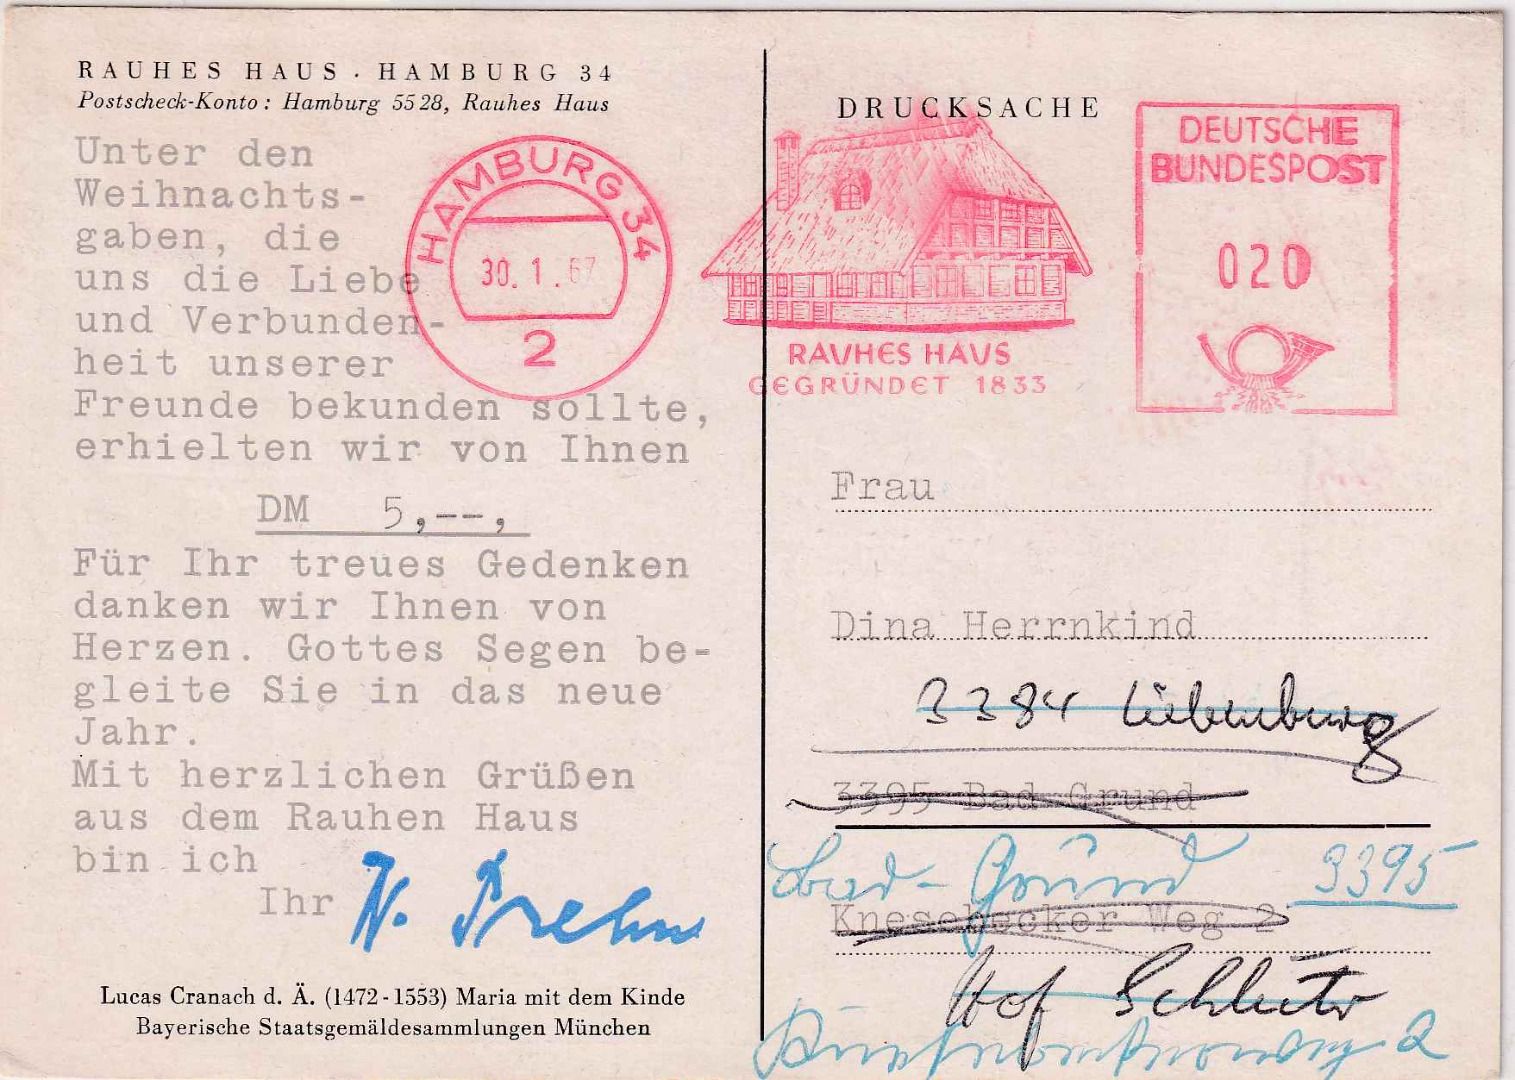 RAUHES HAUS · HAMBURG 34
Postscheck-Konto: Hamburg 5528, Rauhes Haus
Unter den
Weihnachts-
gaben, die
uns die Liebe
und Verbunden-
heit unserer
Freunde bekunden sollte,
erhielten wir von Ihnen
DM 5,--,
Für Ihr treues Gedenken
danken wir Ihnen von
Herzen. Gottes Segen be-
gleite Sie in das neue
Jahr.
Mit herzlichen Grüßen
aus dem Rauhen Haus
bin ich
Ihr
Lucas Cranach d. Ä. (1472-1553) Maria mit dem Kinde
Bayerische Staatsgemäldesammlungen München
HAMBURG 34
30.1.67
2
DRUCKSACHE
RAUHES HAUS
GEGRÜNDET 1833
DEUTSCHE
BUNDESPOST
020
Frau
Dina Herrnkind
3384 Liebenburg
3395 Bad Grund
Bad-Grund 3395
Knesebecker Weg 2
Hof Schlüter
2